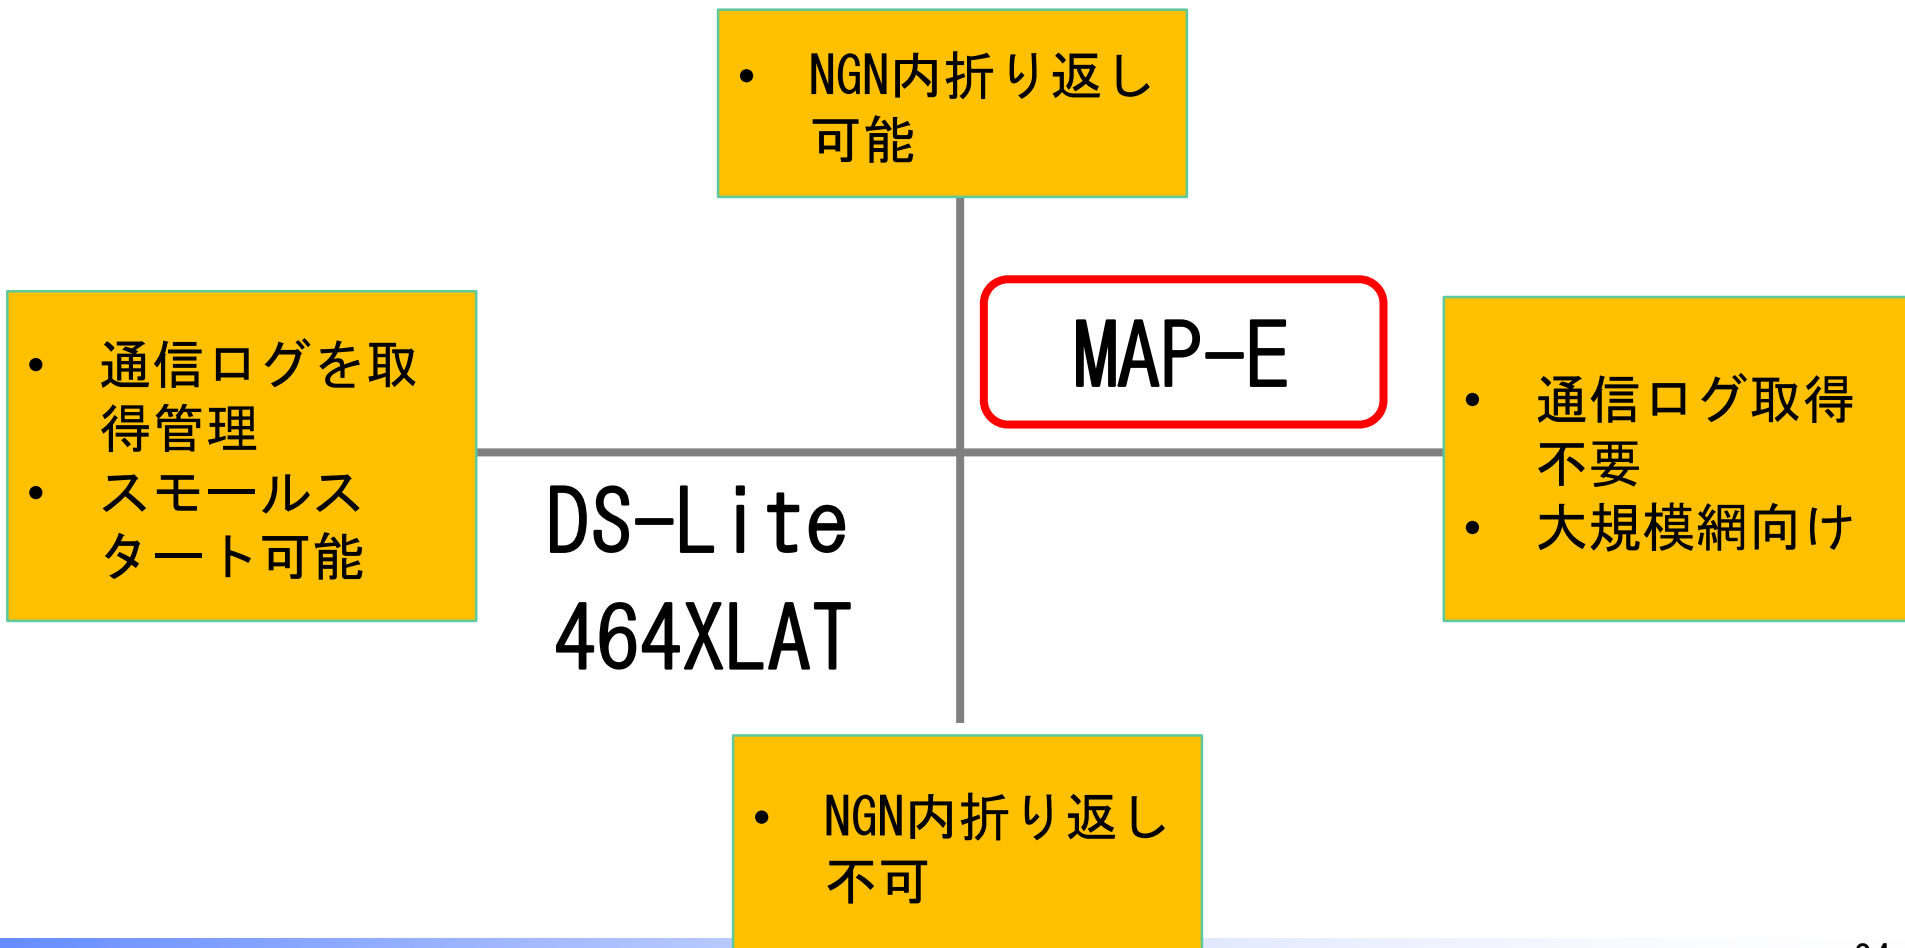 • NGN内折り返し
可能
MAP-E
• 通信ログを取
得管理
• スモールス
タート可能
• 通信ログ取得
不要
• 大規模網向け
DS-Lite
464XLAT
• NGN内折り返し
不可